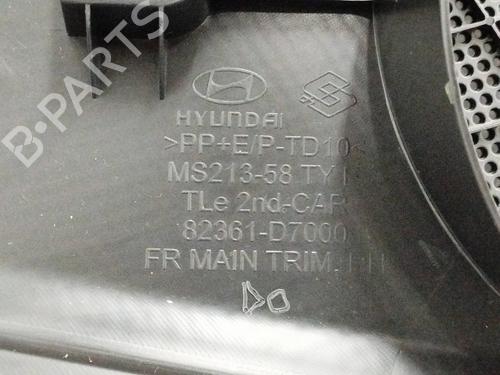 B-PARTS
HYUNDAI
>PP+E/P-TD10<
MS213-58 TY
TLe 2nd-CAR
82361-D7000
FR MAIN TRIM,